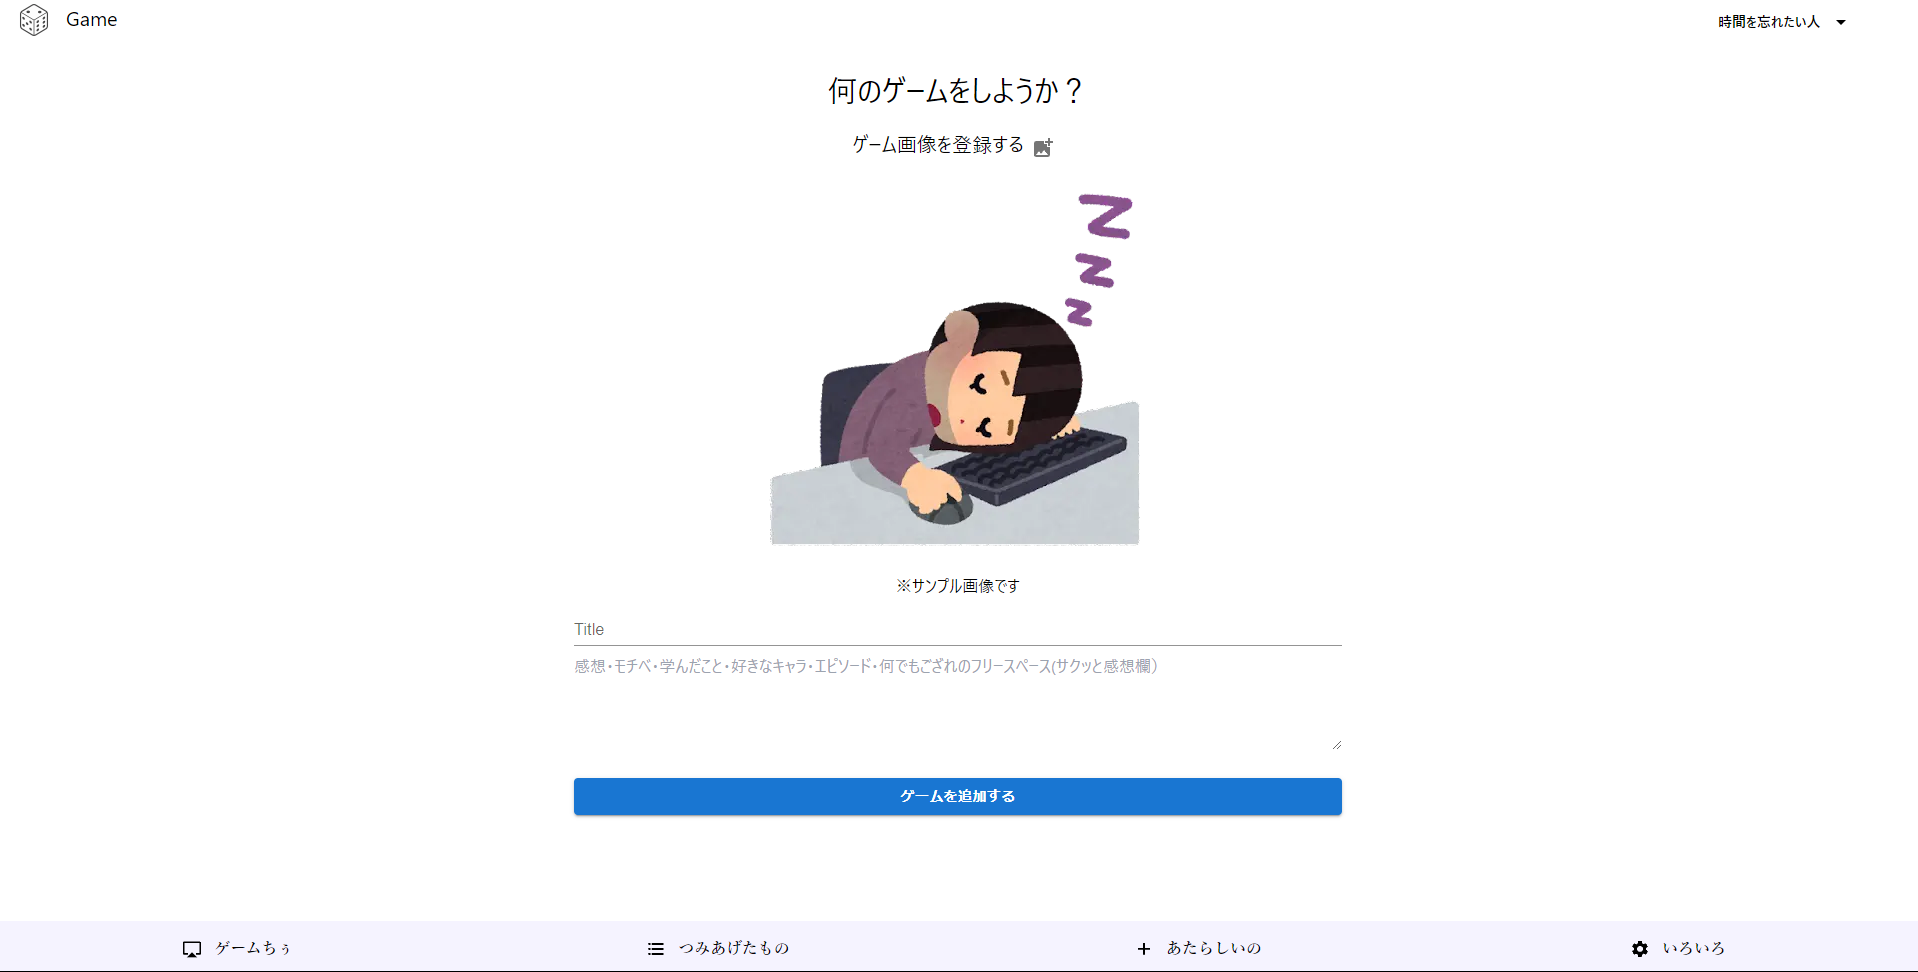 Game
時間を忘れたい人
何のゲームをしようか？
ゲーム画像を登録する
Z
z
z
※サンプル画像です
Title
感想・モチベ・学んだこと・好きなキャラ・エピソード・何でもござれのフリースペース(サクッと感想欄）
ゲームを追加する
ゲームちぅ
つみあげたもの
あたらしいの
いろいろ